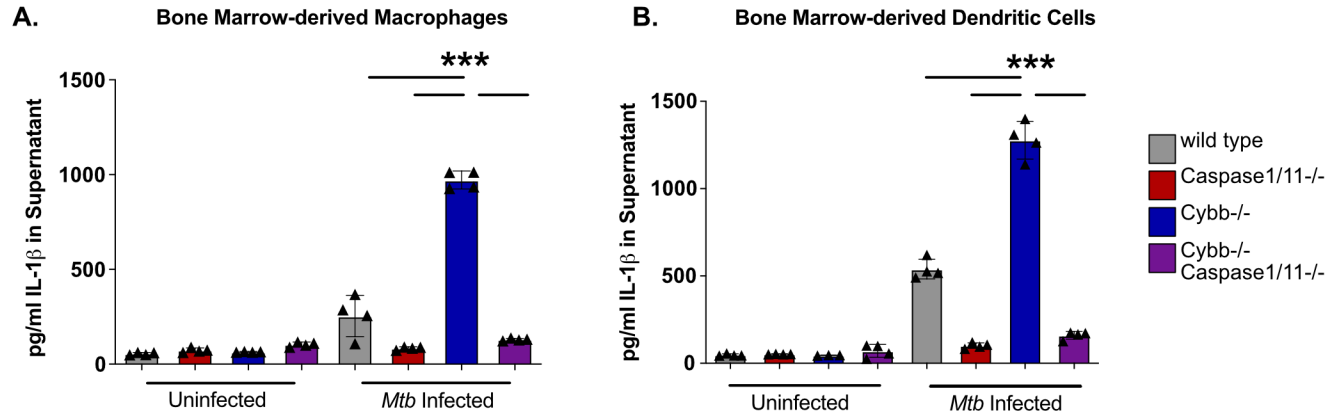 A.
Bone Marrow-derived Macrophages
***
pg/ml IL-1β in Supernatant
1500
1000
500
0
Uninfected
Mtb Infected
B.
Bone Marrow-derived Dendritic Cells
***
pg/ml IL-1β in Supernatant
1500
1000
500
0
Uninfected
Mtb Infected
wild type
Caspase1/11-/-
Cybb-/-
Cybb-/-
Caspase1/11-/-